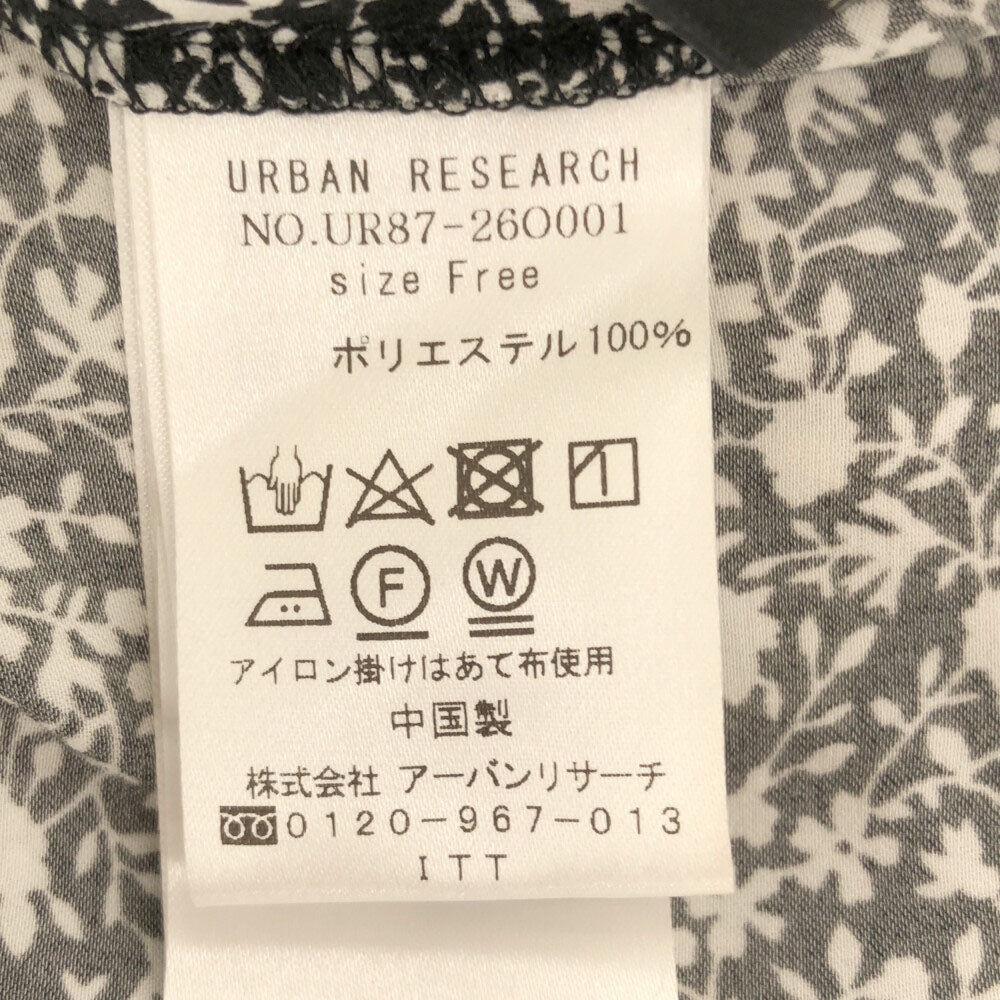 URBAN RESEARCH
NO.UR87-260001
size Free
ポリエステル100%
F W
アイロン掛けはあて布使用
中国製
株式会社 アーバンリサーチ
0120-967-013
ITT